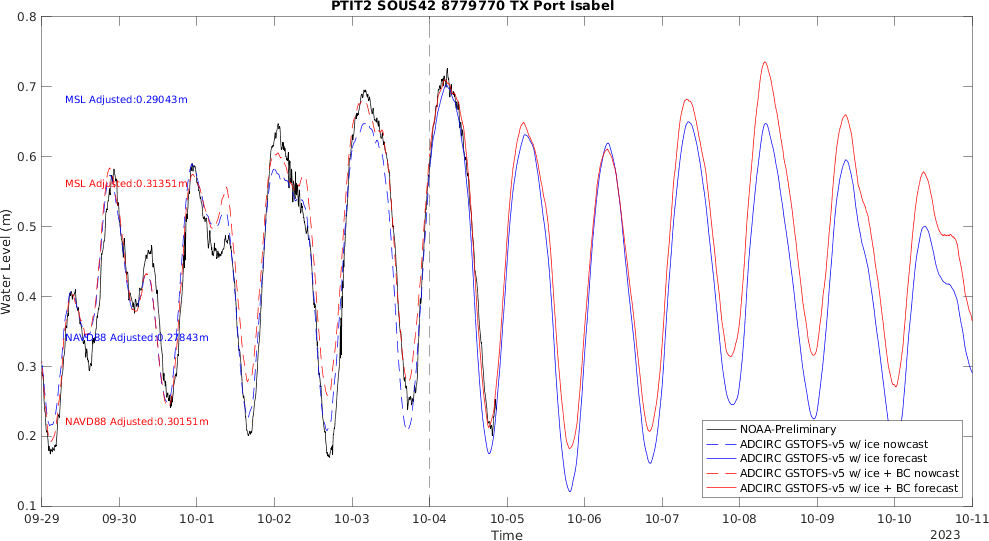 PTIT2 SOUS42 8779770 TX Port Isabel
0.8
0.7
0.6
0.5
0.4
0.3
0.2
0.1
Water Level (m)
MSL Adjusted:0.29043m
MSL Adjusted:0.31351m
NAVD88 Adjusted:0.27843m
NAVD88 Adjusted:0.30151m
NOAA-Preliminary
ADCIRC GSTOFS-v5 w/ ice nowcast
ADCIRC GSTOFS-v5 w/ ice forecast
ADCIRC GSTOFS-v5 w/ ice + BC nowcast
ADCIRC GSTOFS-v5 w/ ice + BC forecast
09-29 09-30 10-01 10-02 10-03 10-04 10-05 10-06 10-07 10-08 10-09 10-10 10-11
Time
2023